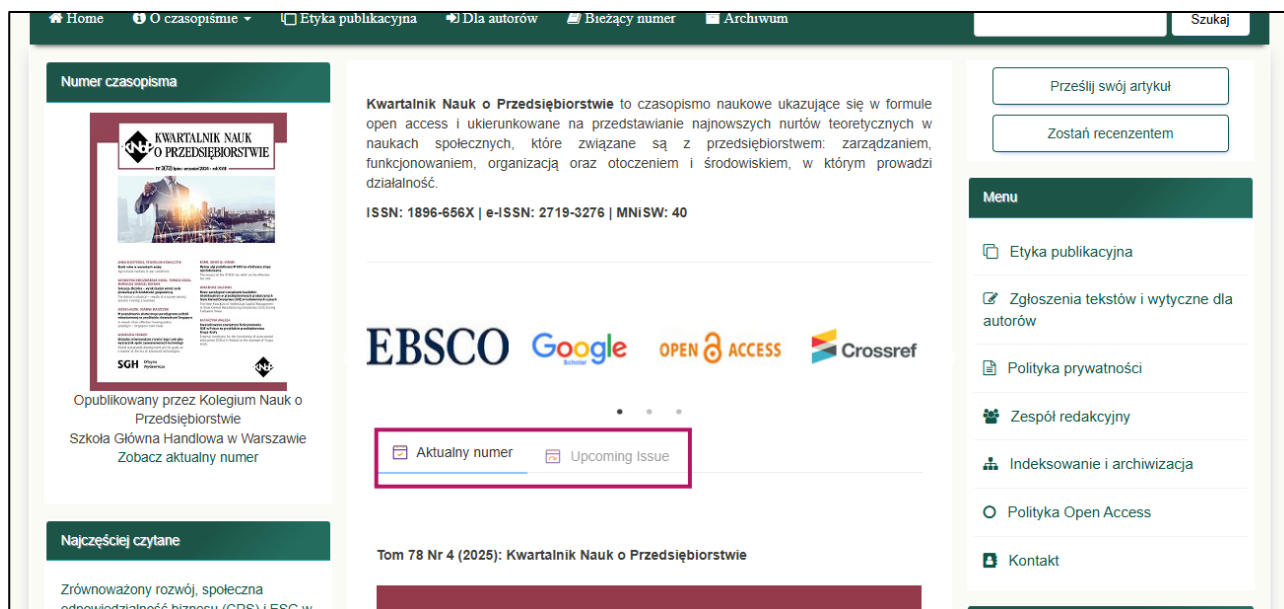 Home O czasopiśmie Etyka publikacyjna Dla autorów Bieżący numer Archiwum Szukaj
Numer czasopisma
KWARTALNIK NAUK
O PRZEDSIĘBIORSTWIE
SGH Oficyna
Wydawnicza
Opublikowany przez Kolegium Nauk o
Przedsiębiorstwie
Szkoła Główna Handlowa w Warszawie
Zobacz aktualny numer
Najczęściej czytane
Zrównoważony rozwój, społeczna
odpowiedzialność biznesu (CRS) i ESG w
Kwartalnik Nauk o Przedsiębiorstwie to czasopismo naukowe ukazujące się w formule
open access i ukierunkowane na przedstawianie najnowszych nurtów teoretycznych w
naukach społecznych, które związane są z przedsiębiorstwem: zarządzaniem,
funkcjonowaniem, organizacją oraz otoczeniem i środowiskiem, w którym prowadzi
działalność.
ISSN: 1896-656X | e-ISSN: 2719-3276 | MNiSW: 40
EBSCO Google Scholar OPEN ACCESS Crossref
Aktualny numer Upcoming Issue
Tom 78 Nr 4 (2025): Kwartalnik Nauk o Przedsiębiorstwie
Prześlij swój artykuł
Zostań recenzentem
Menu
Etyka publikacyjna
Zgłoszenia tekstów i wytyczne dla
autorów
Polityka prywatności
Zespół redakcyjny
Indeksowanie i archiwizacja
Polityka Open Access
Kontakt